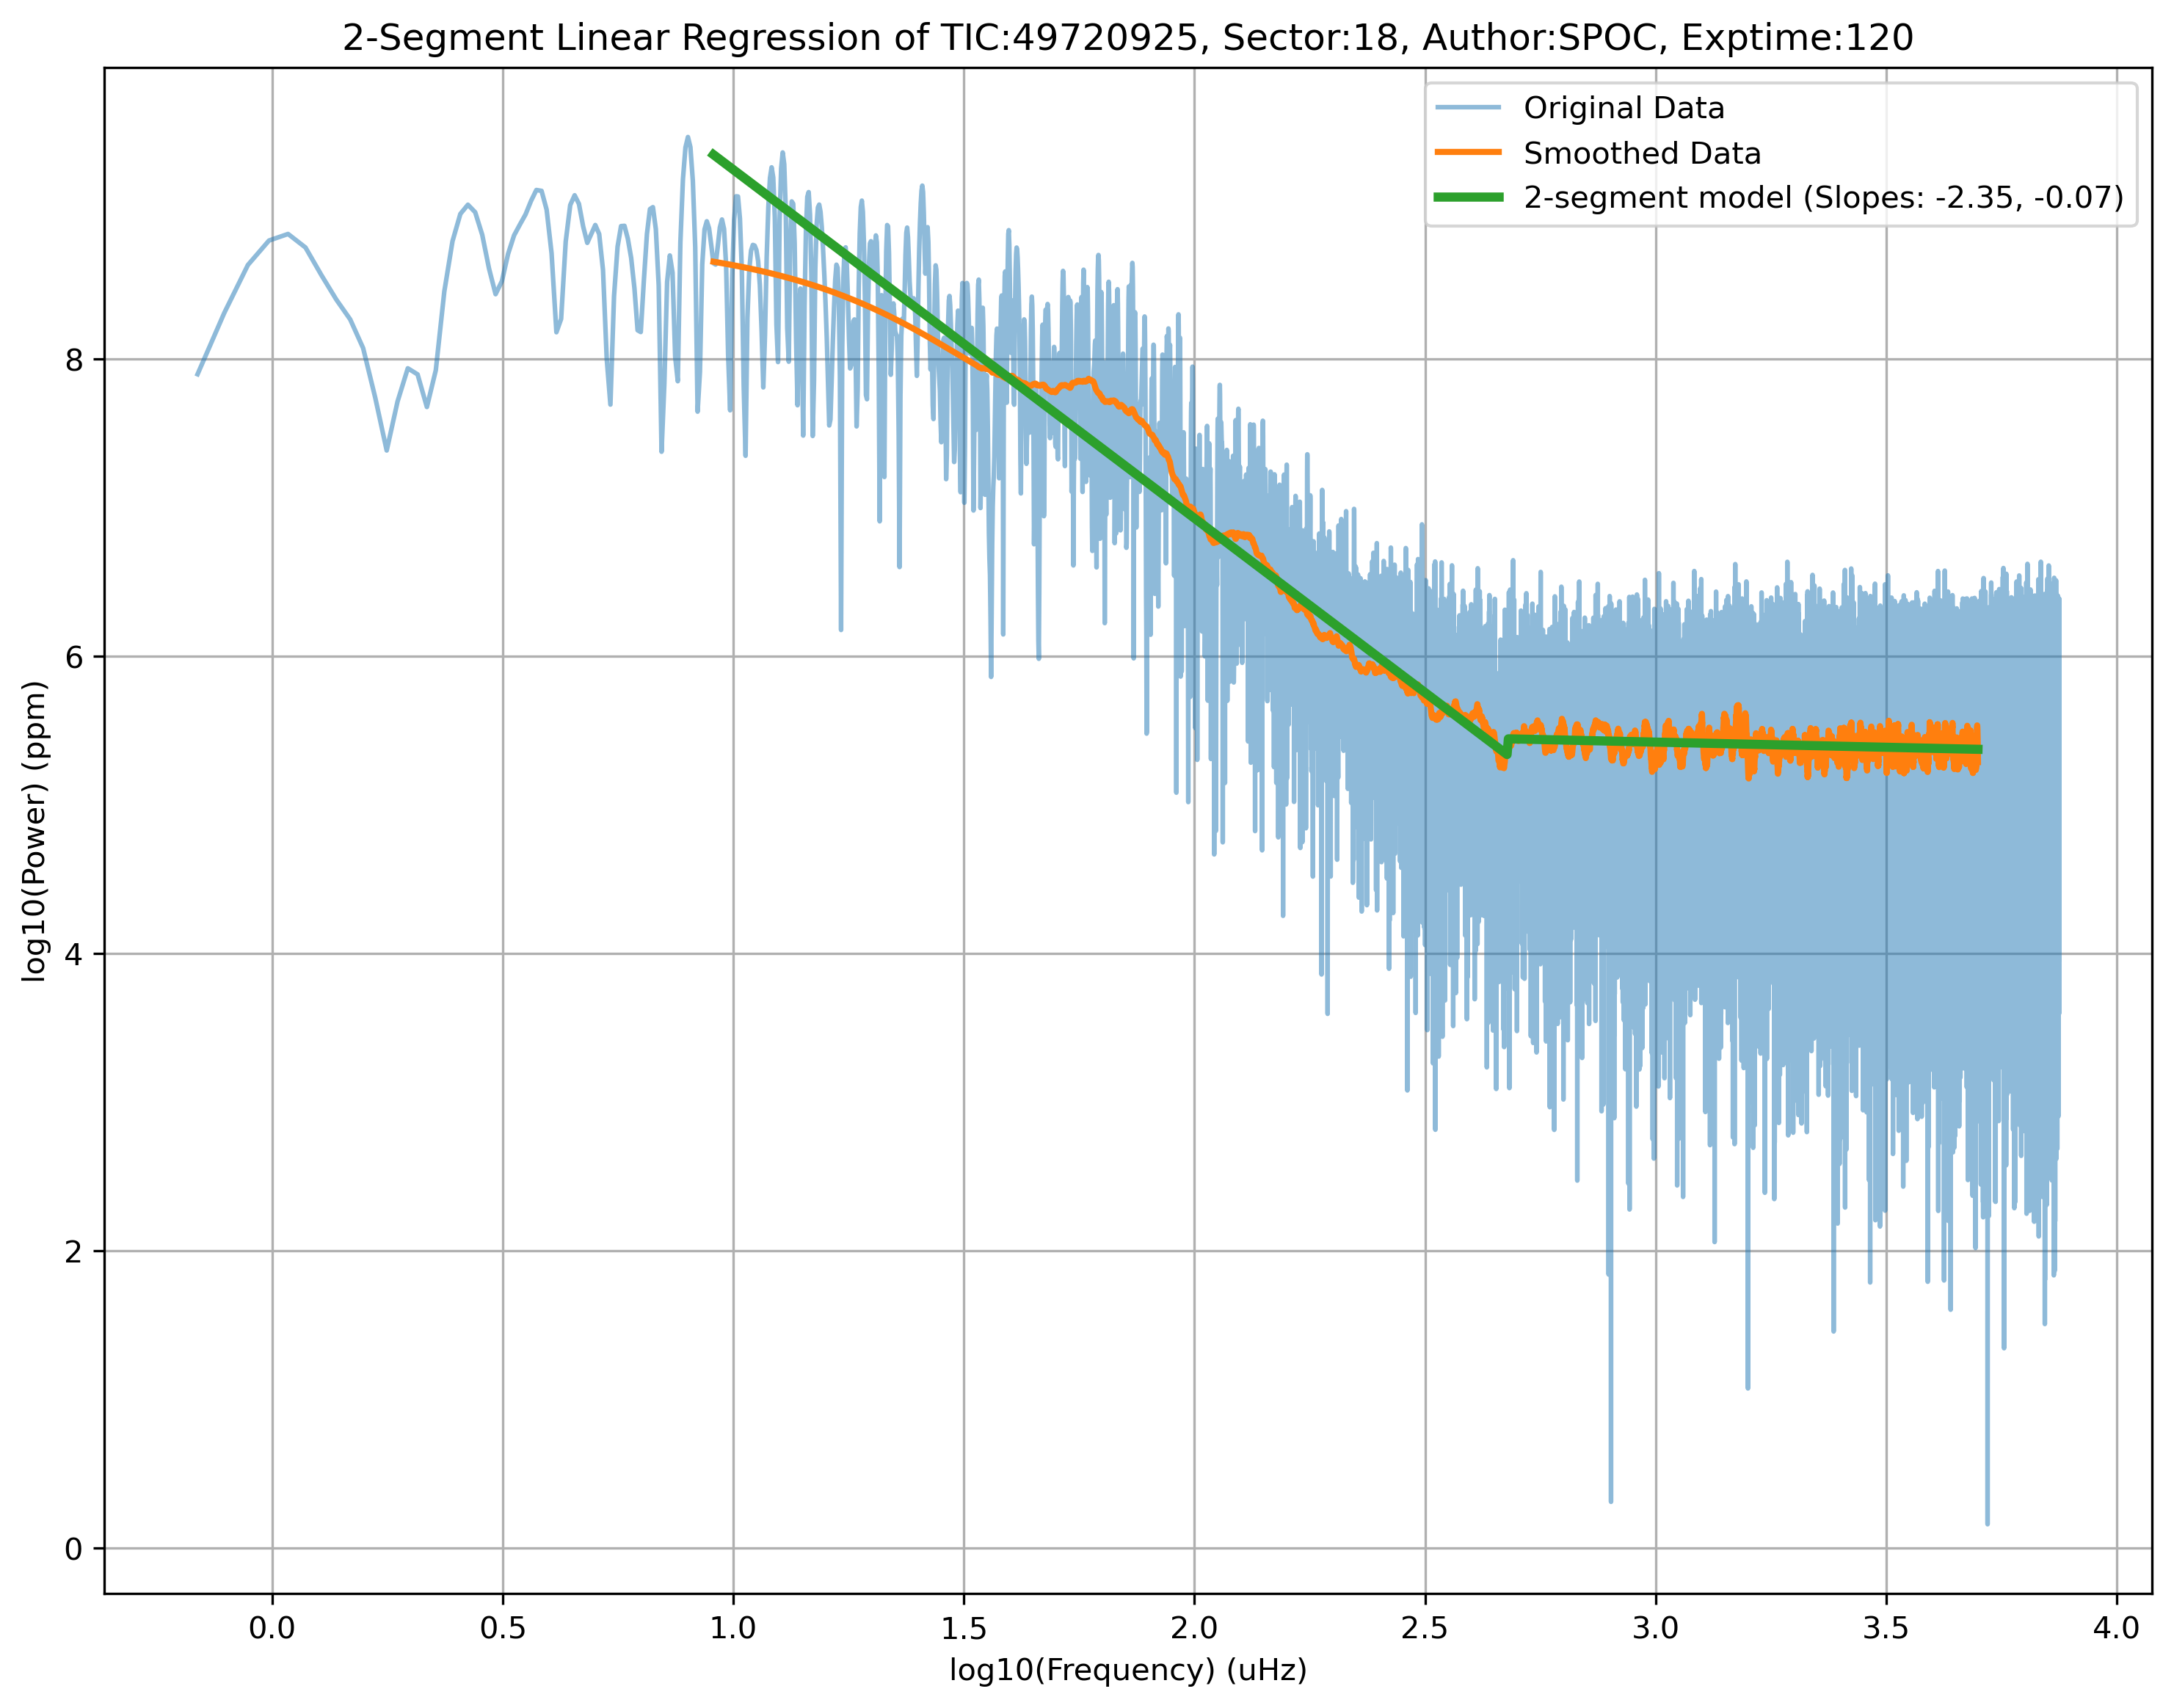 2-Segment Linear Regression of TIC:49720925, Sector:18, Author:SPOC, Exptime:120
Original Data
Smoothed Data
2-segment model (Slopes: -2.35, -0.07)
log10(Power) (ppm)
8
6
4
2
0
0.0 0.5 1.0 1.5 2.0 2.5 3.0 3.5 4.0
log10(Frequency) (uHz)